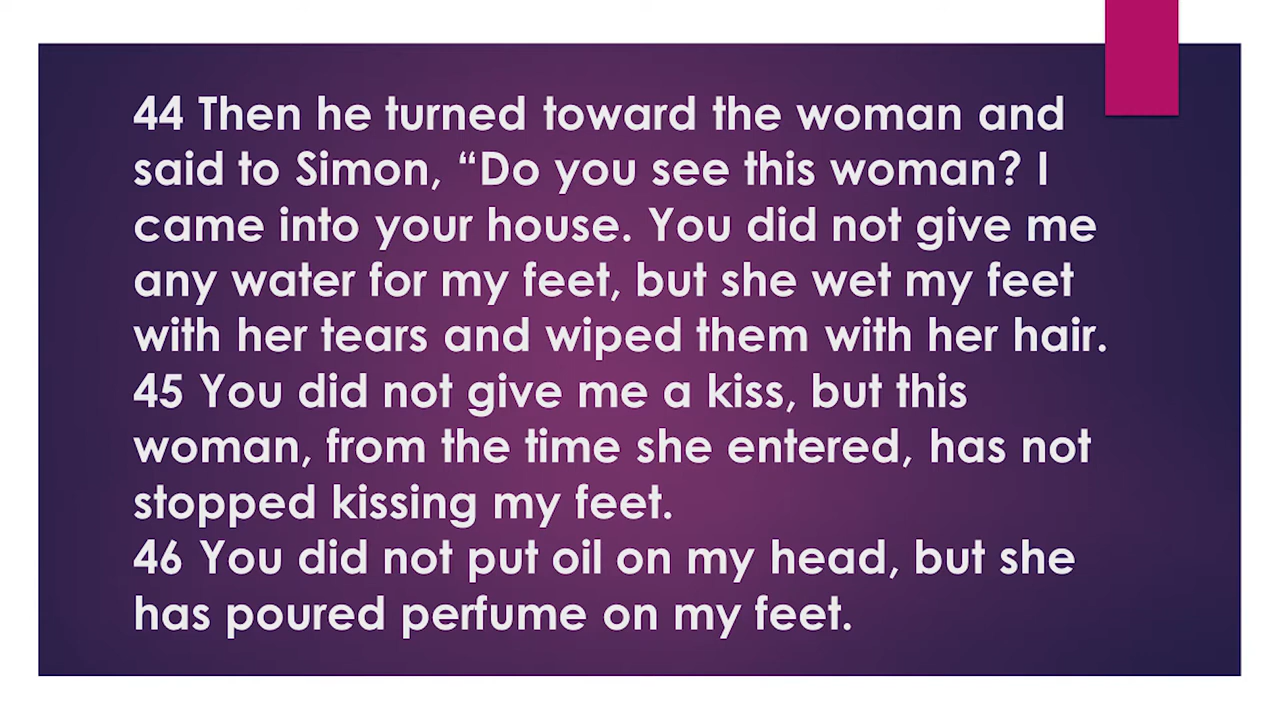 44 Then he turned toward the woman and
said to Simon, “Do you see this woman? I
came into your house. You did not give me
any water for my feet, but she wet my feet
with her tears and wiped them with her hair.
45 You did not give me a kiss, but this
woman, from the time she entered, has not
stopped kissing my feet.
46 You did not put oil on my head, but she
has poured perfume on my feet.